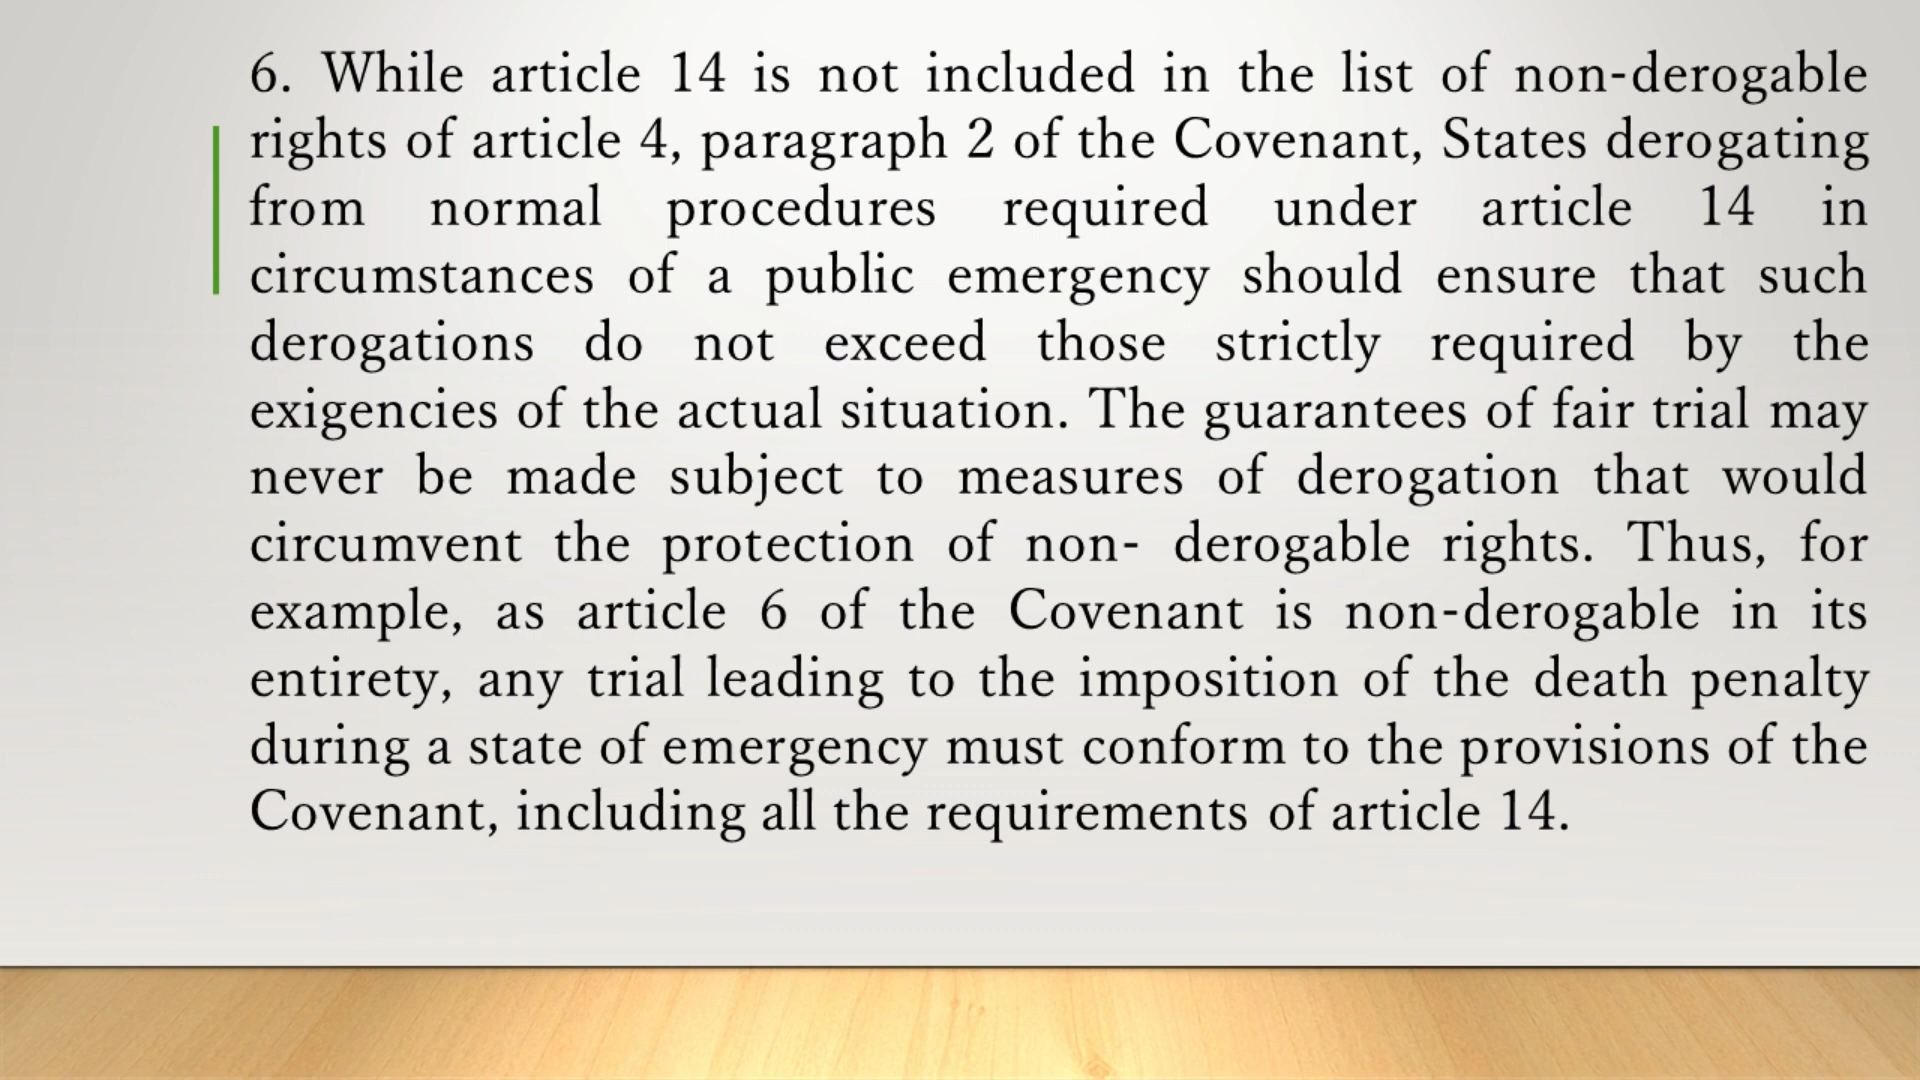 6. While article 14 is not included in the list of non-derogable
rights of article 4, paragraph 2 of the Covenant, States derogating
from normal procedures required under article 14 in
circumstances of a public emergency should ensure that such
derogations do not exceed those strictly required by the
exigencies of the actual situation. The guarantees of fair trial may
never be made subject to measures of derogation that would
circumvent the protection of non- derogable rights. Thus, for
example, as article 6 of the Covenant is non-derogable in its
entirety, any trial leading to the imposition of the death penalty
during a state of emergency must conform to the provisions of the
Covenant, including all the requirements of article 14.